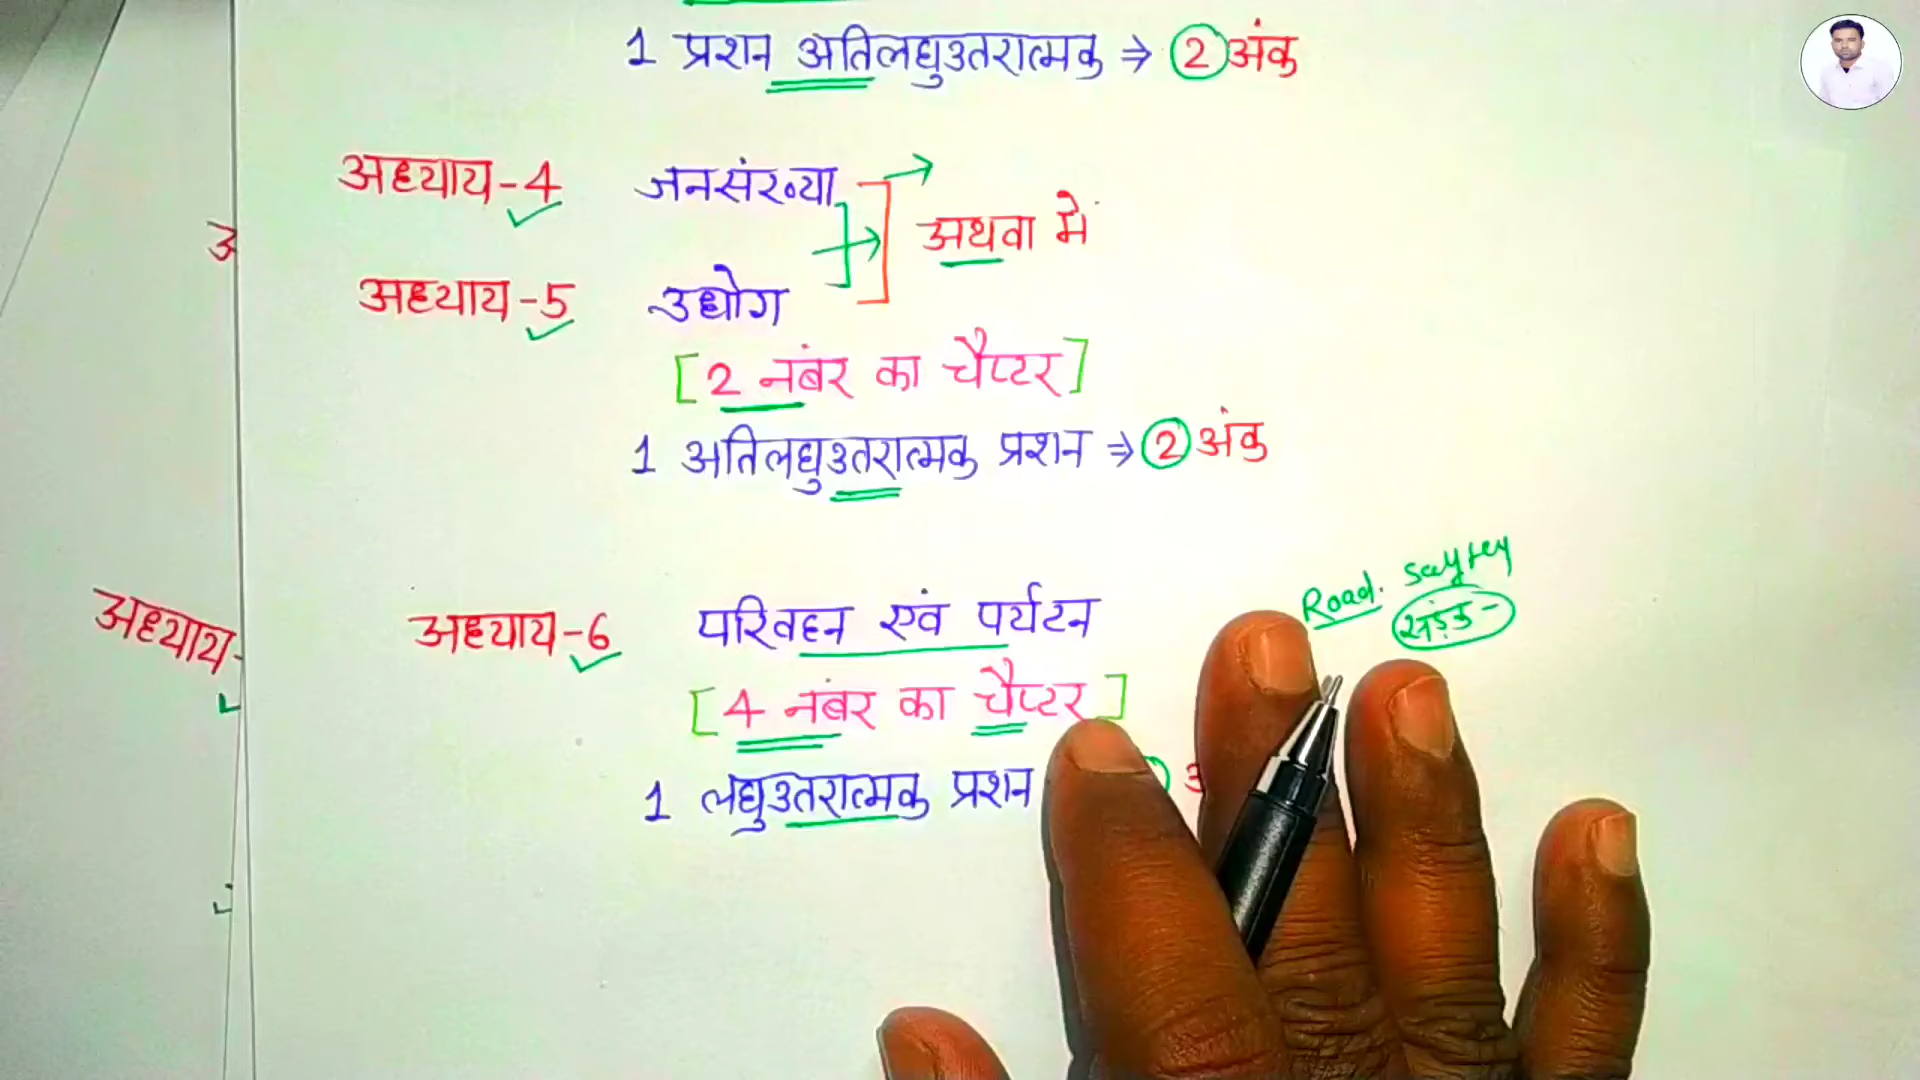 1 प्रशन अतिलघुउतरात्मक ⇒ 2 अंक
अध्याय-4 जनसंख्या
अथवा में
अध्याय-5 उद्योग
[2 नंबर का चैप्टर]
1 अतिलघुउतरात्मक प्रशन ⇒ 2 अंक
Road.
सड़क -
अध्याय-6 परिवहन एवं पर्यटन
अध्याय-
[4 नंबर का चैप्टर]
1 लघुउतरात्मक प्रशन